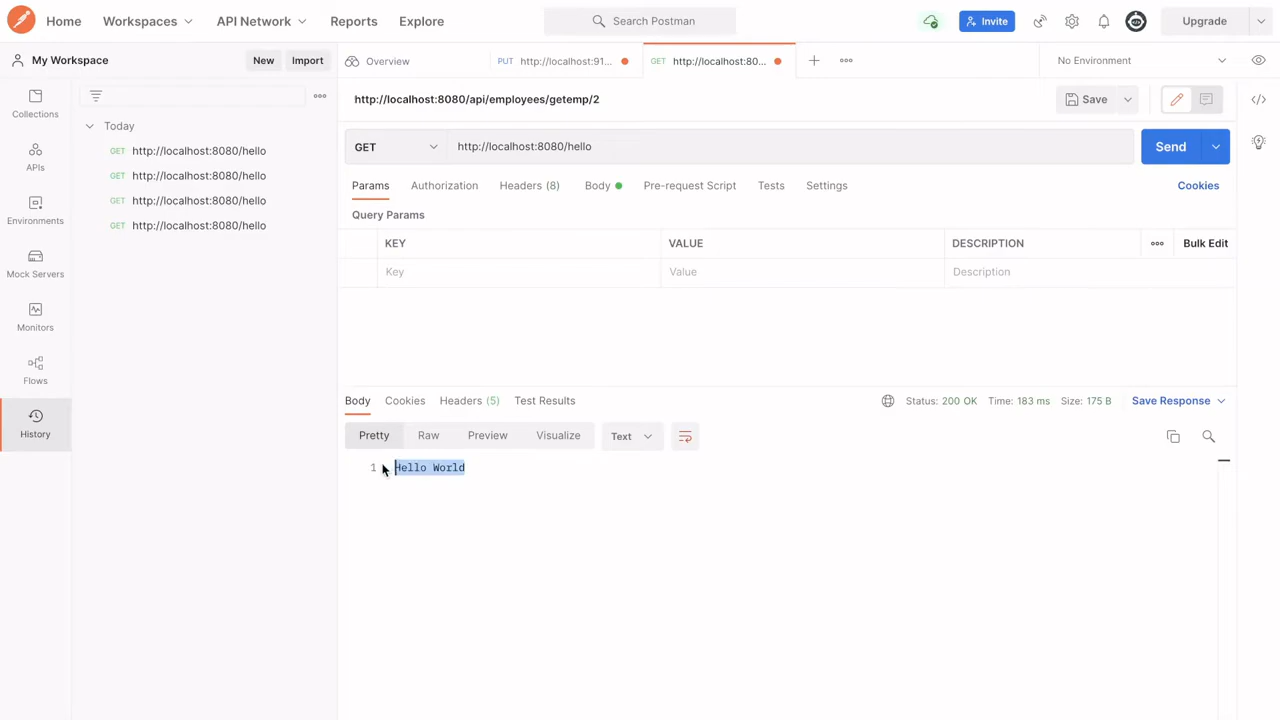 Home Workspaces API Network Reports Explore Search Postman Invite Upgrade
My Workspace New Import Overview PUT http://localhost:91... GET http://localhost:80... No Environment
http://localhost:8080/api/employees/getemp/2 Save
Collections
Today
GET http://localhost:8080/hello
GET http://localhost:8080/hello
GET http://localhost:8080/hello
GET http://localhost:8080/hello
APIs
Environments
Mock Servers
Monitors
Flows
History
GET http://localhost:8080/hello Send
Params Authorization Headers (8) Body Pre-request Script Tests Settings Cookies
Query Params
KEY VALUE DESCRIPTION Bulk Edit
Key Value Description
Body Cookies Headers (5) Test Results Status: 200 OK Time: 183 ms Size: 175 B Save Response
Pretty Raw Preview Visualize Text
1 Hello World